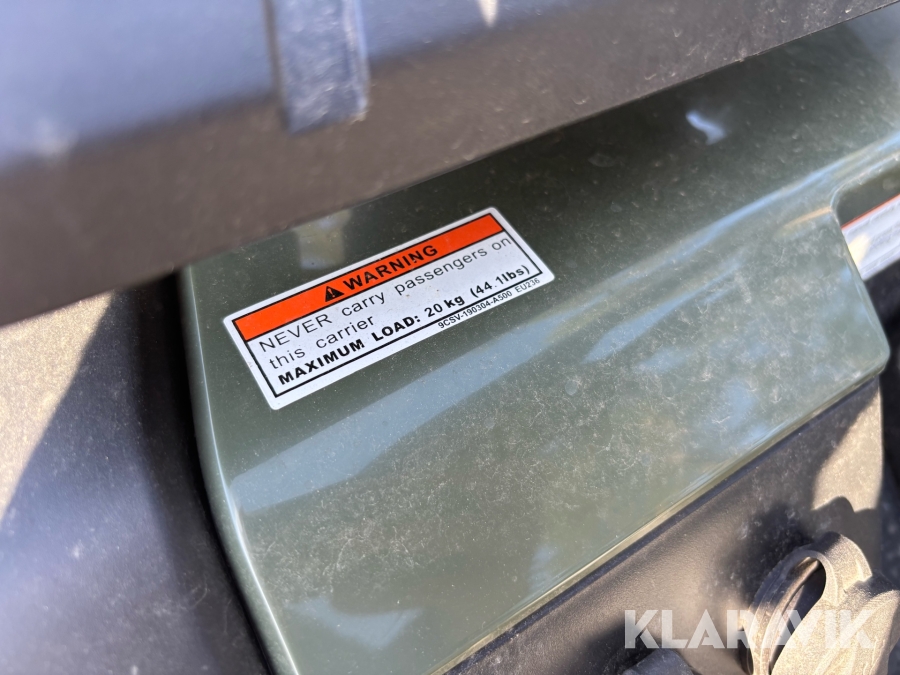 ⚠WARNING
NEVER carry passengers on
this carrier
MAXIMUM LOAD: 20 kg (44.1lbs)
9CSV-190304-A500 EU236
KLARAVIK